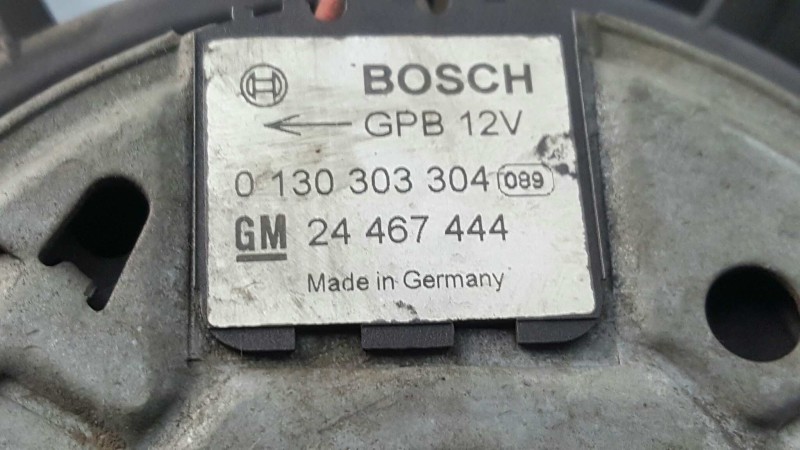 BOSCH
GPB 12V
0 130 303 304 089
GM 24 467 444
Made in Germany